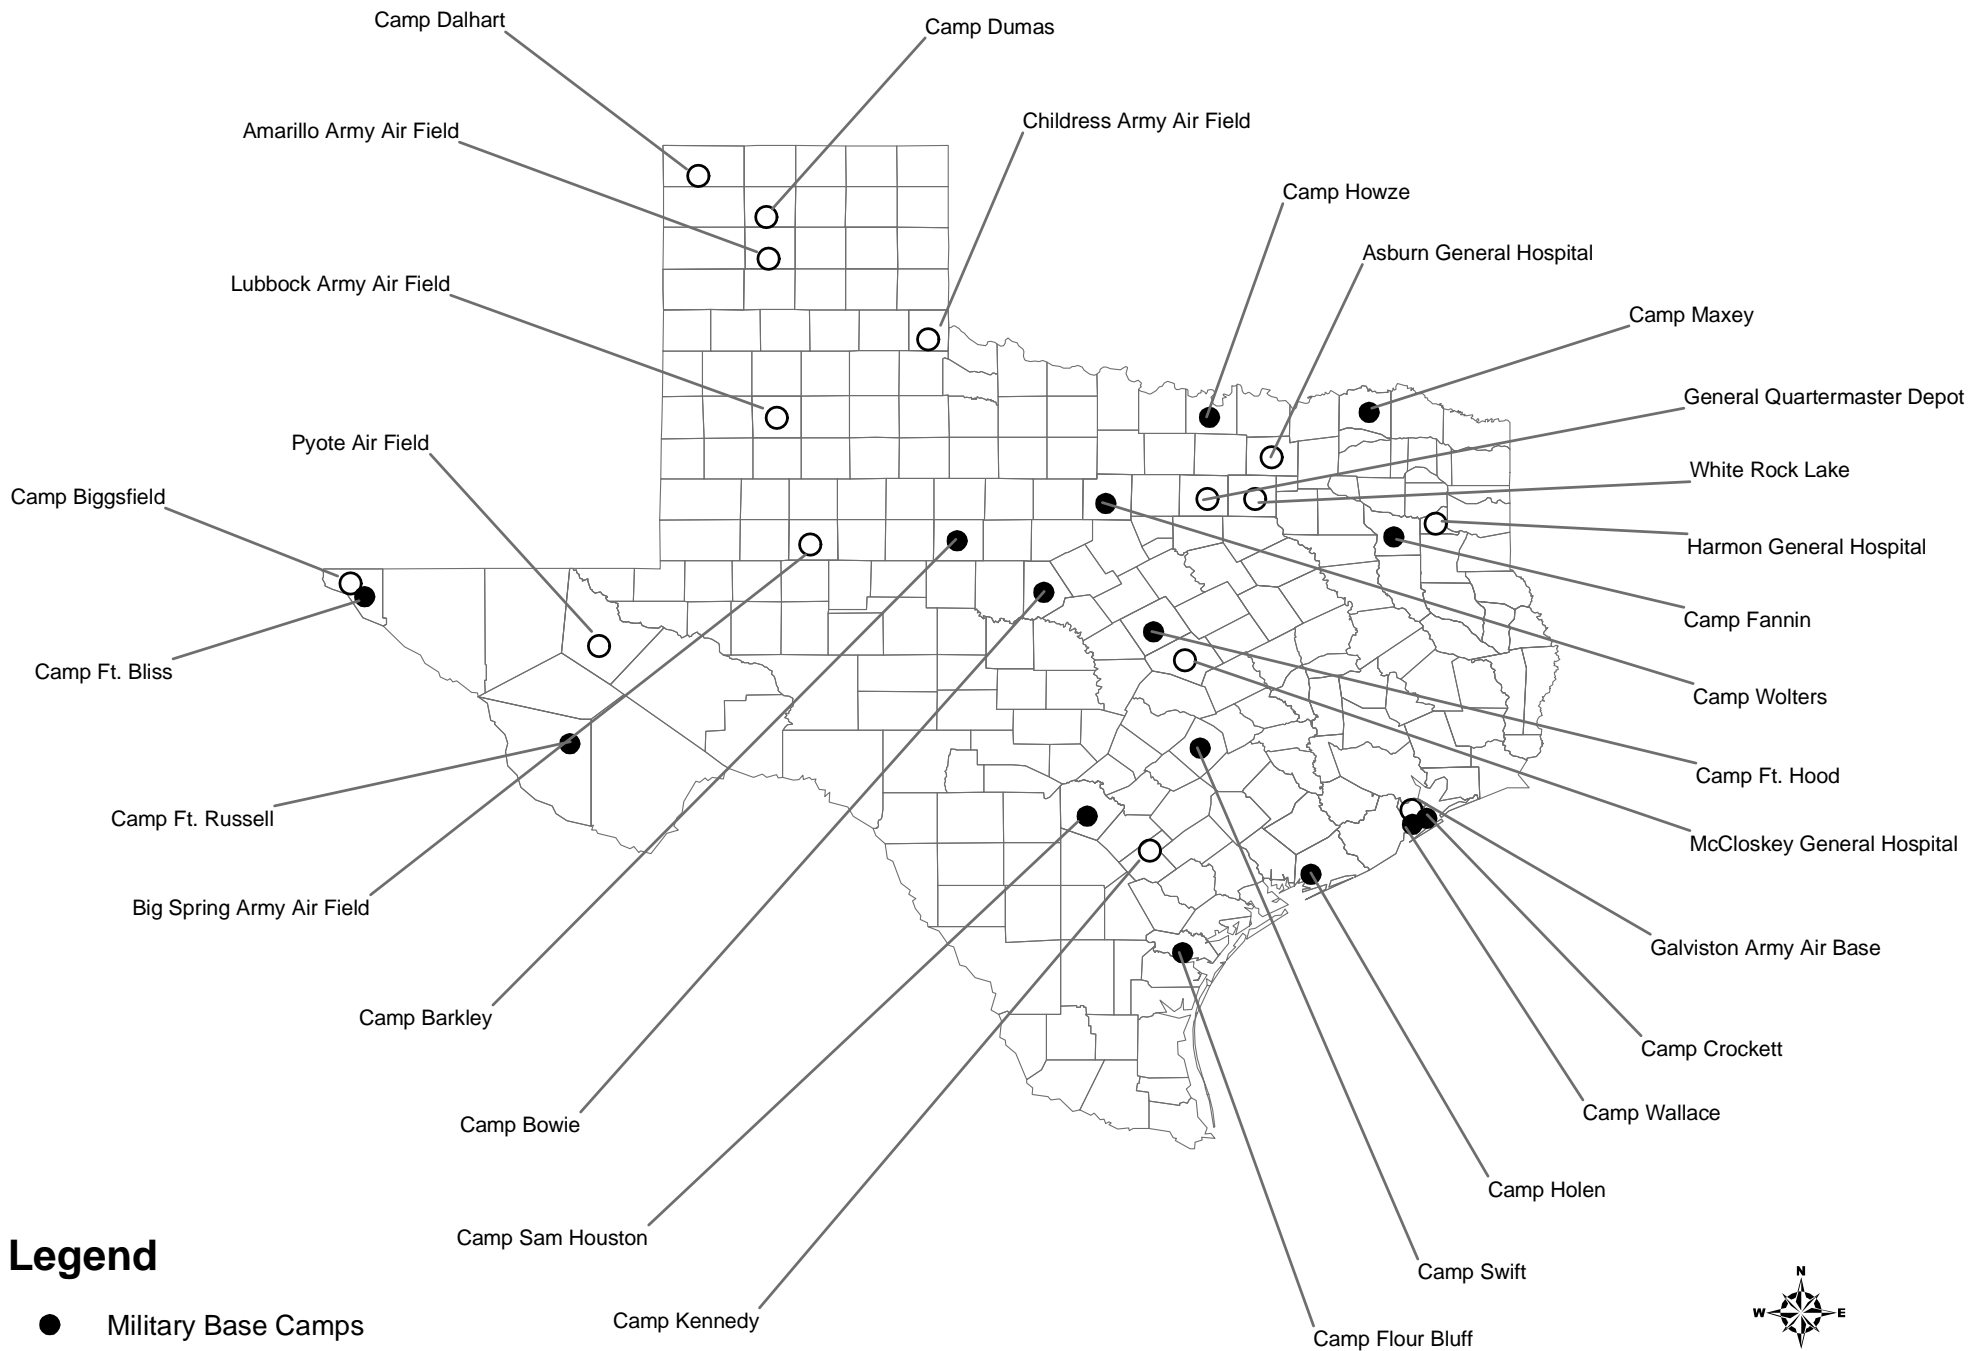 Camp Dalhart
Camp Dumas
Childress Army Air Field
Amarillo Army Air Field
Camp Howze
Asburn General Hospital
Lubbock Army Air Field
Camp Maxey
General Quartermaster Depot
Pyote Air Field
White Rock Lake
Camp Biggsfield
Harmon General Hospital
Camp Fannin
Camp Ft. Bliss
Camp Wolters
Camp Ft. Hood
Camp Ft. Russell
McCloskey General Hospital
Big Spring Army Air Field
Galviston Army Air Base
Camp Barkley
Camp Crockett
Camp Wallace
Camp Bowie
Camp Holen
Camp Sam Houston
Camp Swift
Camp Kennedy
Camp Flour Bluff
Legend
Military Base Camps
N
W E
S